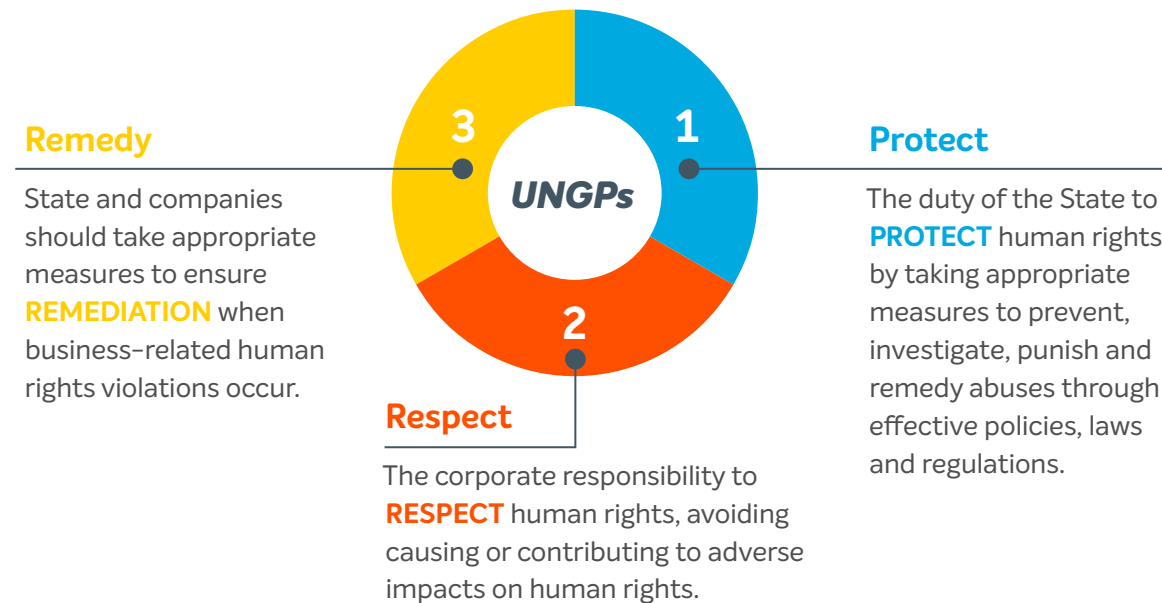 UNGPs
1
Protect
The duty of the State to
PROTECT human rights
by taking appropriate
measures to prevent,
investigate, punish and
remedy abuses through
effective policies, laws
and regulations.
2
Respect
The corporate responsibility to
RESPECT human rights, avoiding
causing or contributing to adverse
impacts on human rights.
3
Remedy
State and companies
should take appropriate
measures to ensure
REMEDIATION when
business-related human
rights violations occur.